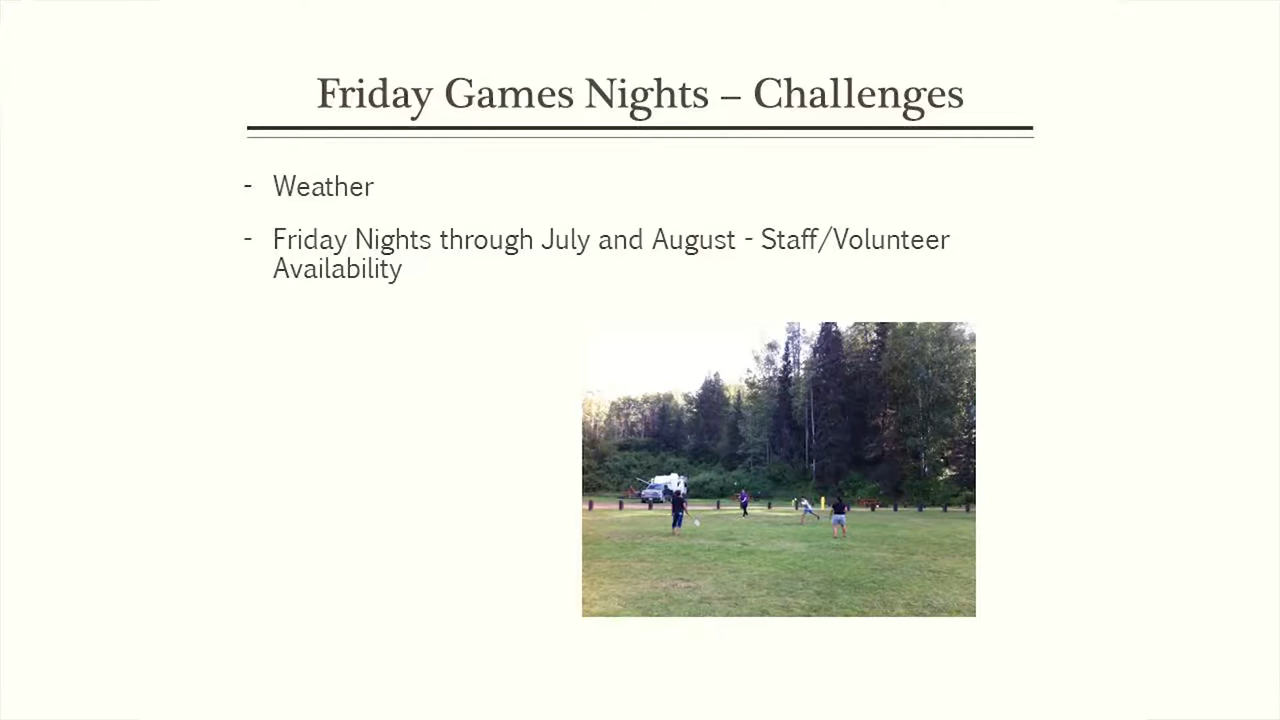 Friday Games Nights – Challenges
- Weather
- Friday Nights through July and August - Staff/Volunteer
Availability